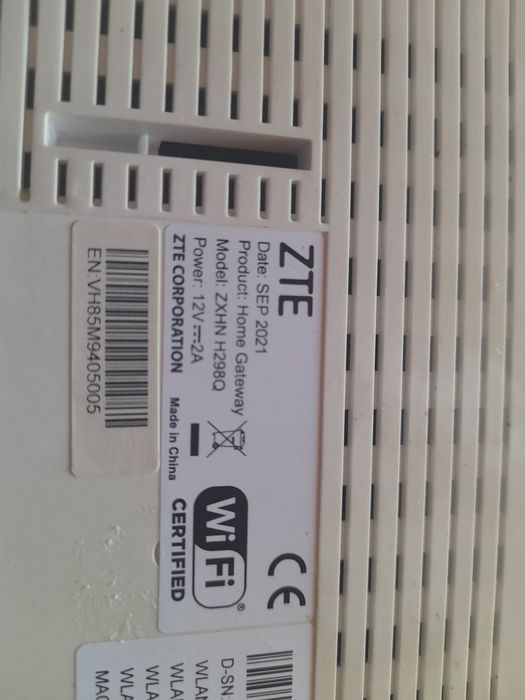 ZTE
Date: SEP 2021
Product: Home Gateway
Model: ZXHN H298Q
Power: 12V⎓2A
ZTE CORPORATION Made in China
CE
WiFi®
CERTIFIED
EN:VH85M9405005
D-SN:
WLA
WLA
WLA
MAC